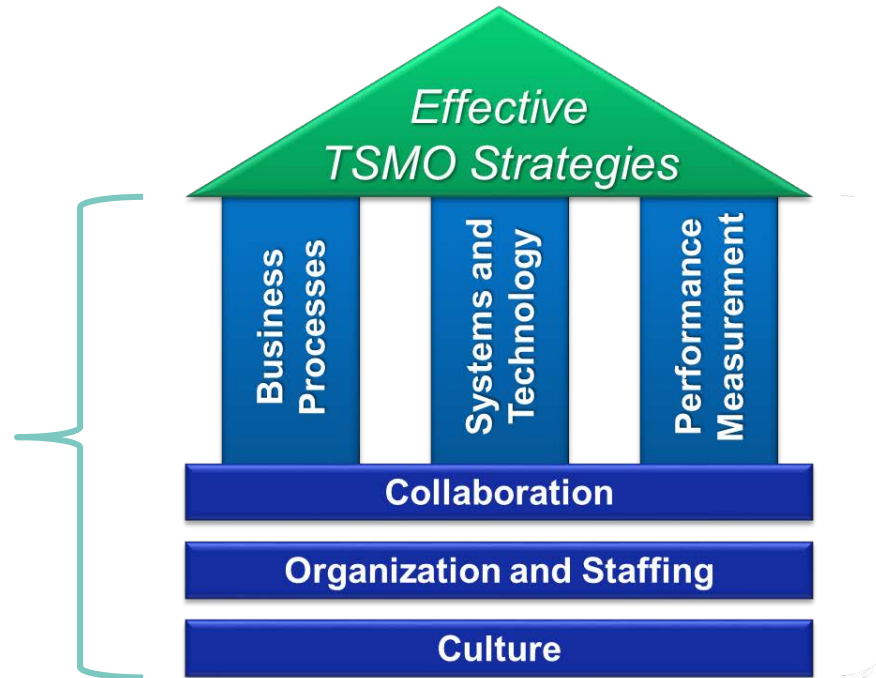 Effective
TSMO Strategies
Business
Processes
Systems and
Technology
Performance
Measurement
Collaboration
Organization and Staffing
Culture